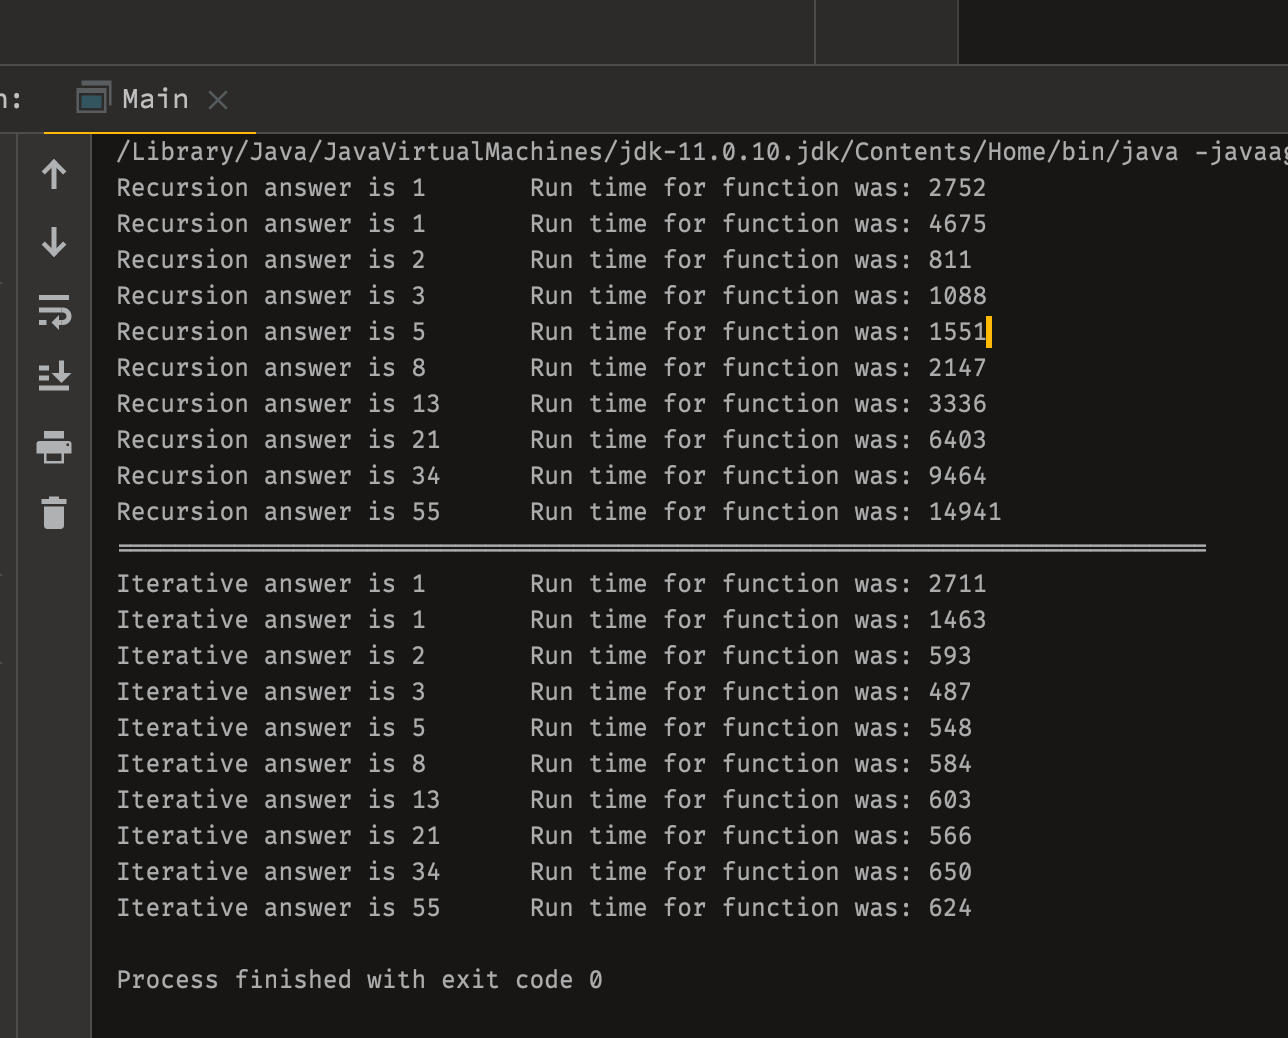 n:
Main
/Library/Java/JavaVirtualMachines/jdk-11.0.10.jdk/Contents/Home/bin/java -javaag
Recursion answer is 1 Run time for function was: 2752
Recursion answer is 1 Run time for function was: 4675
Recursion answer is 2 Run time for function was: 811
Recursion answer is 3 Run time for function was: 1088
Recursion answer is 5 Run time for function was: 1551
Recursion answer is 8 Run time for function was: 2147
Recursion answer is 13 Run time for function was: 3336
Recursion answer is 21 Run time for function was: 6403
Recursion answer is 34 Run time for function was: 9464
Recursion answer is 55 Run time for function was: 14941
Iterative answer is 1 Run time for function was: 2711
Iterative answer is 1 Run time for function was: 1463
Iterative answer is 2 Run time for function was: 593
Iterative answer is 3 Run time for function was: 487
Iterative answer is 5 Run time for function was: 548
Iterative answer is 8 Run time for function was: 584
Iterative answer is 13 Run time for function was: 603
Iterative answer is 21 Run time for function was: 566
Iterative answer is 34 Run time for function was: 650
Iterative answer is 55 Run time for function was: 624
Process finished with exit code 0